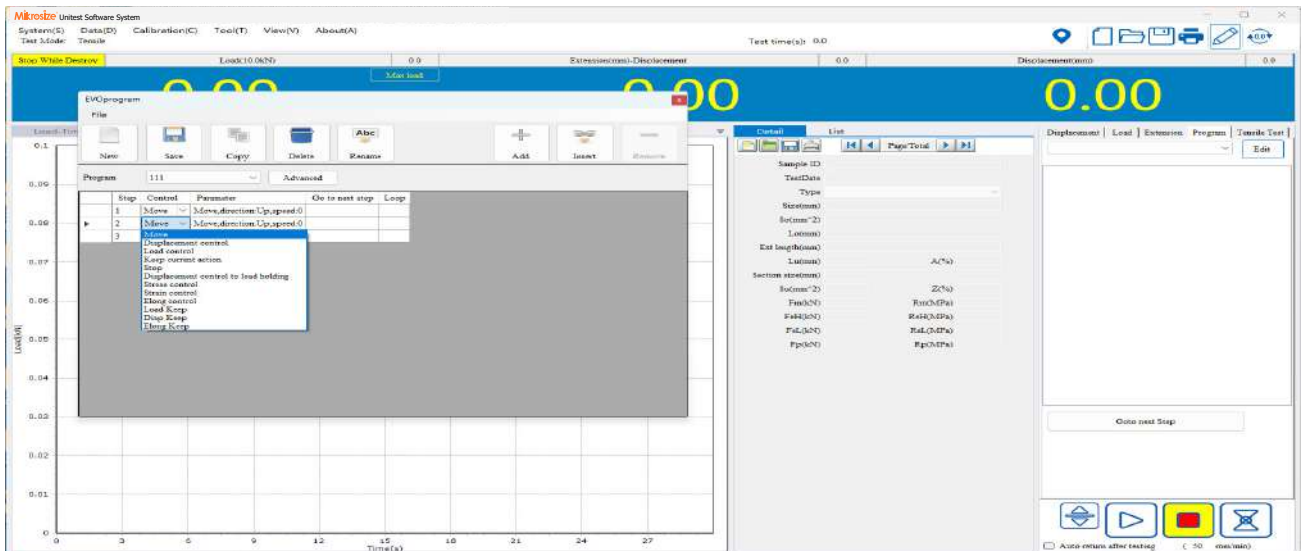 Mikrosize Unitest Software System
System(S) Data(D) Calibration(C) Tool(T) View(V) About(A)
Test Mode: Tensile
Test time(s): 0.0
Stop While Destroy Load(10.0kN) 0.0 Extension(mm)-Displacement 0.0 Displacement(mm) 0.0
Max load
0.00 0.00 0.00
EVOprogram
File
New Save Copy Delete Abc Rename Add Insert Remove
Program 111 Advanced
Step Control Parameter Go to next step Loop
1 Move Move,direction:Up,speed:0
2 Move Move,direction:Up,speed:0
3
Move
Displacement control
Load control
Keep current action
Stop
Displacement control to load holding
Stress control
Strain control
Elong control
Load Keep
Disp Keep
Elong Keep
Load(kN)
0.1
0.09
0.08
0.07
0.06
0.05
0.04
0.03
0.02
0.01
0
0 3 6 9 12 15 18 21 24 27
Time(s)
Detail List
Page/Total
Sample ID
TestDate
Type
Size(mm)
So(mm^2)
Lo(mm)
Ext length(mm)
Lu(mm) A(%)
Section size(mm)
Su(mm^2) Z(%)
Fm(kN) Rm(MPa)
FeH(kN) ReH(MPa)
FeL(kN) ReL(MPa)
Fp(kN) Rp(MPa)
Displacement Load Extension Program Tensile Test
Edit
Goto next Step
Auto return after testing ( 50 mm/min)